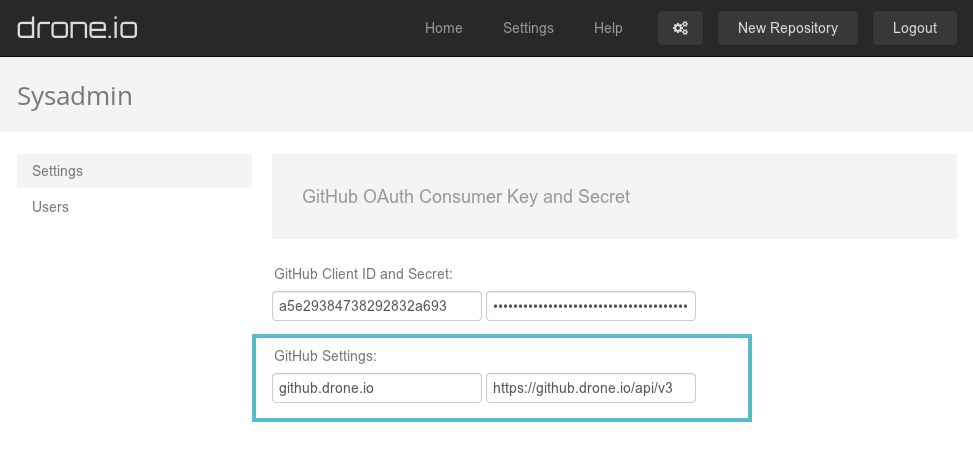 drone.io Home Settings Help New Repository Logout
Sysadmin
Settings
Users
GitHub OAuth Consumer Key and Secret
GitHub Client ID and Secret:
a5e29384738292832a693 •••••••••••••••••••••••••••••••••••••••
GitHub Settings:
github.drone.io https://github.drone.io/api/v3